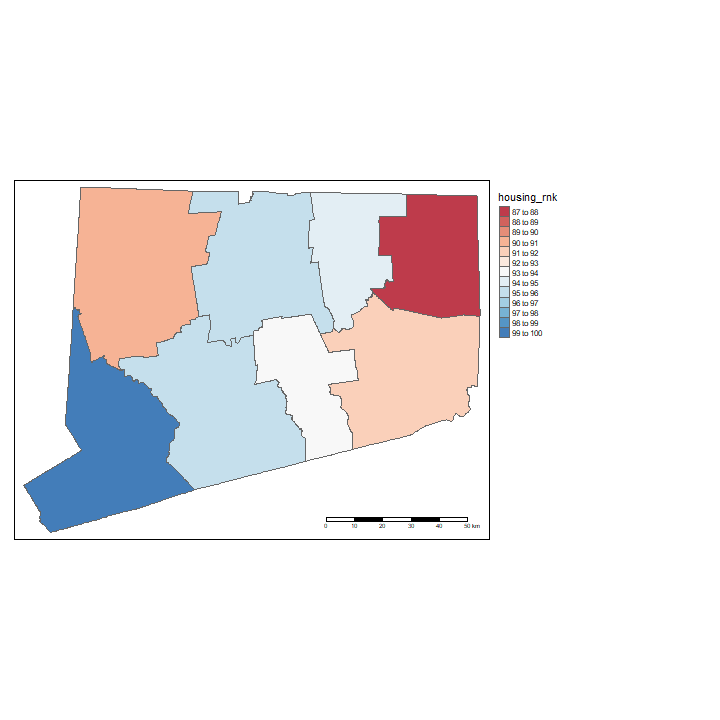 housing_rnk
87 to 88
88 to 89
89 to 90
90 to 91
91 to 92
92 to 93
93 to 94
94 to 95
95 to 96
96 to 97
97 to 98
98 to 99
99 to 100
0 10 20 30 40 50 km